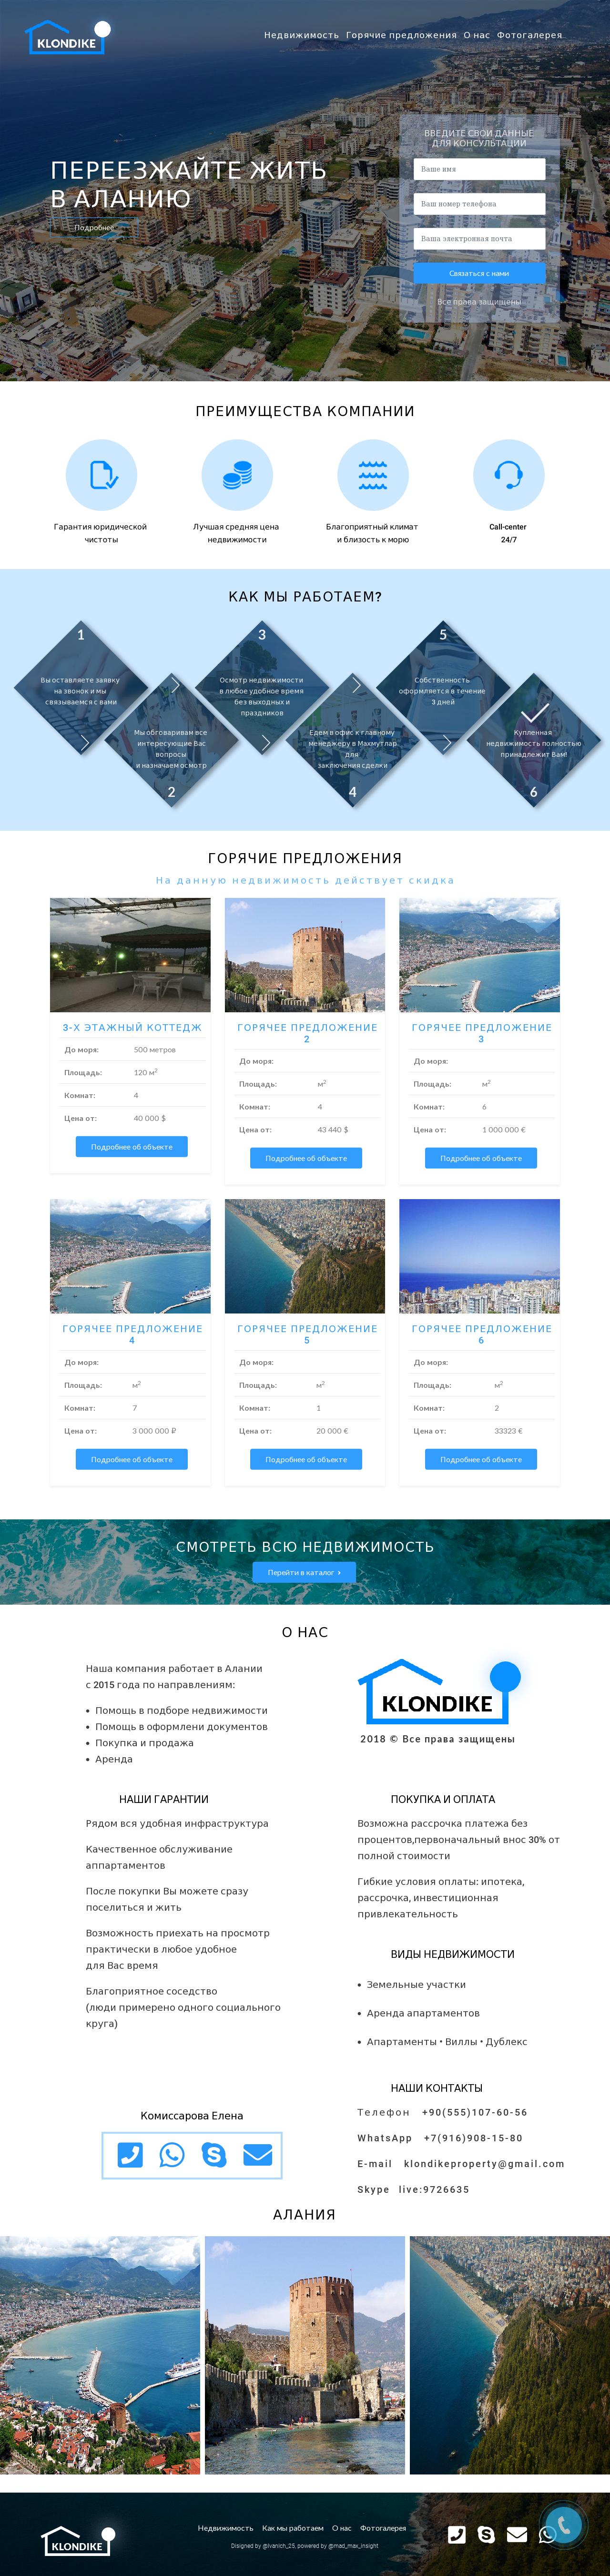 KLONDIKE
Недвижимость Горячие предложения О нас Фотогалерея
ВВЕДИТЕ СВОИ ДАННЫЕ
ДЛЯ КОНСУЛЬТАЦИИ
Ваше имя
Ваш номер телефона
Ваша электронная почта
Связаться с нами
Все права защищены
ПЕРЕЕЗЖАЙТЕ ЖИТЬ
В АЛАНИЮ
Подробнее
ПРЕИМУЩЕСТВА КОМПАНИИ
Гарантия юридической
чистоты
Лучшая средняя цена
недвижимости
Благоприятный климат
и близость к морю
Call-center
24/7
КАК МЫ РАБОТАЕМ?
1
Вы оставляете заявку
на звонок и мы
связываемся с вами
Мы обговариваем все
интересующие Вас
вопросы
и назначаем осмотр
2
3
Осмотр недвижимости
в любое удобное время
без выходных и
праздников
Едем в офис к главному
менеджеру в Махмутлар
для
заключения сделки
4
5
Собственность
оформляется в течение
3 дней
Купленная
недвижимость полностью
принадлежит Вам!
6
ГОРЯЧИЕ ПРЕДЛОЖЕНИЯ
На данную недвижимость действует скидка
3-Х ЭТАЖНЫЙ КОТТЕДЖ
До моря: 500 метров
Площадь: 120 м²
Комнат: 4
Цена от: 40 000 $
Подробнее об объекте
ГОРЯЧЕЕ ПРЕДЛОЖЕНИЕ
2
До моря:
Площадь: м²
Комнат: 4
Цена от: 43 440 $
Подробнее об объекте
ГОРЯЧЕЕ ПРЕДЛОЖЕНИЕ
3
До моря:
Площадь: м²
Комнат: 6
Цена от: 1 000 000 €
Подробнее об объекте
ГОРЯЧЕЕ ПРЕДЛОЖЕНИЕ
4
До моря:
Площадь: м²
Комнат: 7
Цена от: 3 000 000 ₽
Подробнее об объекте
ГОРЯЧЕЕ ПРЕДЛОЖЕНИЕ
5
До моря:
Площадь: м²
Комнат: 1
Цена от: 20 000 €
Подробнее об объекте
ГОРЯЧЕЕ ПРЕДЛОЖЕНИЕ
6
До моря:
Площадь: м²
Комнат: 2
Цена от: 33323 €
Подробнее об объекте
СМОТРЕТЬ ВСЮ НЕДВИЖИМОСТЬ
Перейти в каталог ›
О НАС
Наша компания работает в Алании
с 2015 года по направлениям:
• Помощь в подборе недвижимости
• Помощь в оформлени документов
• Покупка и продажа
• Аренда
KLONDIKE
2018 © Все права защищены
НАШИ ГАРАНТИИ
Рядом вся удобная инфраструктура
Качественное обслуживание
аппартаментов
После покупки Вы можете сразу
поселиться и жить
Возможность приехать на просмотр
практически в любое удобное
для Вас время
Благоприятное соседство
(люди примерено одного социального
круга)
ПОКУПКА И ОПЛАТА
Возможна рассрочка платежа без
процентов,первоначальный внос 30% от
полной стоимости
Гибкие условия оплаты: ипотека,
рассрочка, инвестиционная
привлекательность
ВИДЫ НЕДВИЖИМОСТИ
• Земельные участки
• Аренда апартаментов
• Апартаменты • Виллы • Дублекс
Комиссарова Елена
НАШИ КОНТАКТЫ
Телефон +90(555)107-60-56
WhatsApp +7(916)908-15-80
E-mail klondikeproperty@gmail.com
Skype live:9726635
АЛАНИЯ
KLONDIKE
Недвижимость Как мы работаем О нас Фотогалерея
Disigned by @ivanich_25, powered by @mad_max_insight